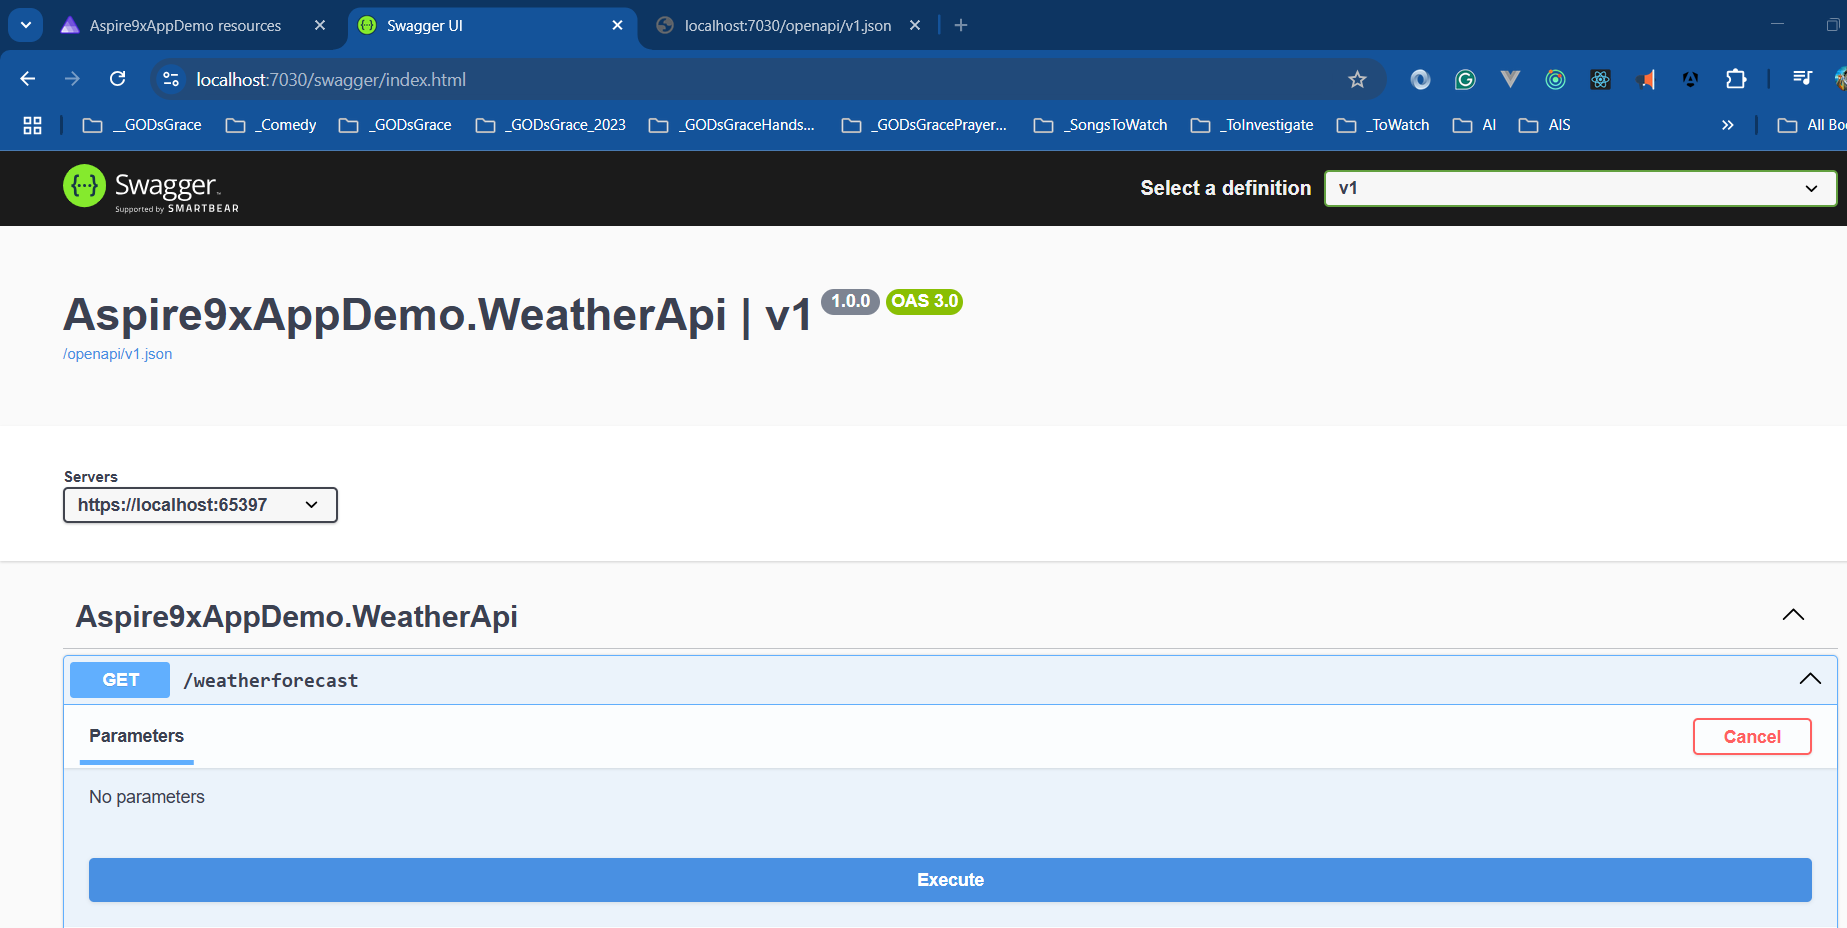 Aspire9xAppDemo resources
Swagger UI
localhost:7030/openapi/v1.json
localhost:7030/swagger/index.html
__GODsGrace
_Comedy
_GODsGrace
_GODsGrace_2023
_GODsGraceHands...
_GODsGracePrayer...
_SongsToWatch
_ToInvestigate
_ToWatch
AI
AIS
All Bo
Swagger
Supported by SMARTBEAR
Select a definition
v1
Aspire9xAppDemo.WeatherApi | v1 1.0.0 OAS 3.0
/openapi/v1.json
Servers
https://localhost:65397
Aspire9xAppDemo.WeatherApi
GET /weatherforecast
Parameters
Cancel
No parameters
Execute